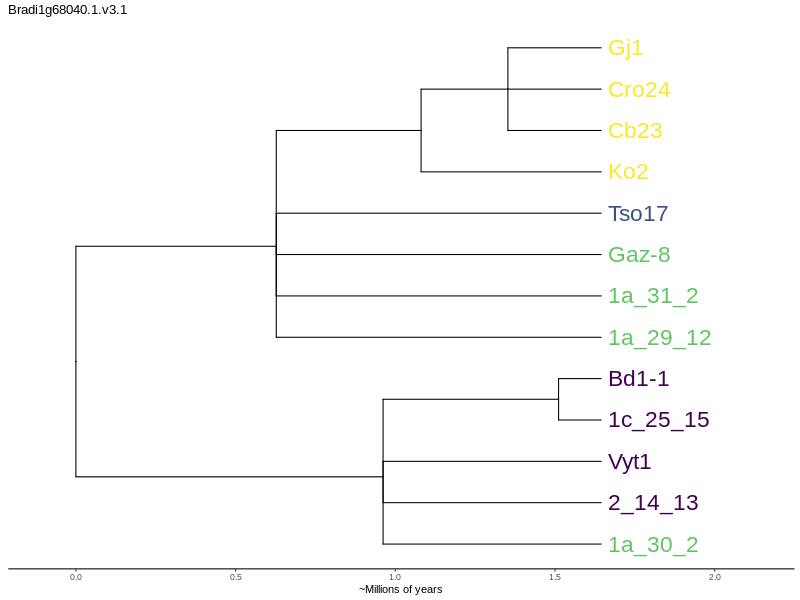 Bradi1g68040.1.v3.1
Gj1
Cro24
Cb23
Ko2
Tso17
Gaz-8
1a_31_2
1a_29_12
Bd1-1
1c_25_15
Vyt1
2_14_13
1a_30_2
0.0 0.5 1.0 1.5 2.0
~Millions of years